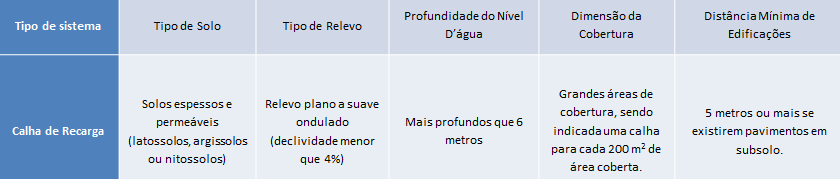 Tipo de sistema
Tipo de Solo
Tipo de Relevo
Profundidade do Nível
D'água
Dimensão da
Cobertura
Distância Mínima de
Edificações
Calha de Recarga
Solos espessos e
permeáveis
(latossolos, argissolos
ou nitossolos)
Relevo plano a suave
ondulado
(declividade menor
que 4%)
Mais profundos que 6
metros
Grandes áreas de
cobertura, sendo
indicada uma calha
para cada 200 m² de
área coberta.
5 metros ou mais se
existirem pavimentos em
subsolo.